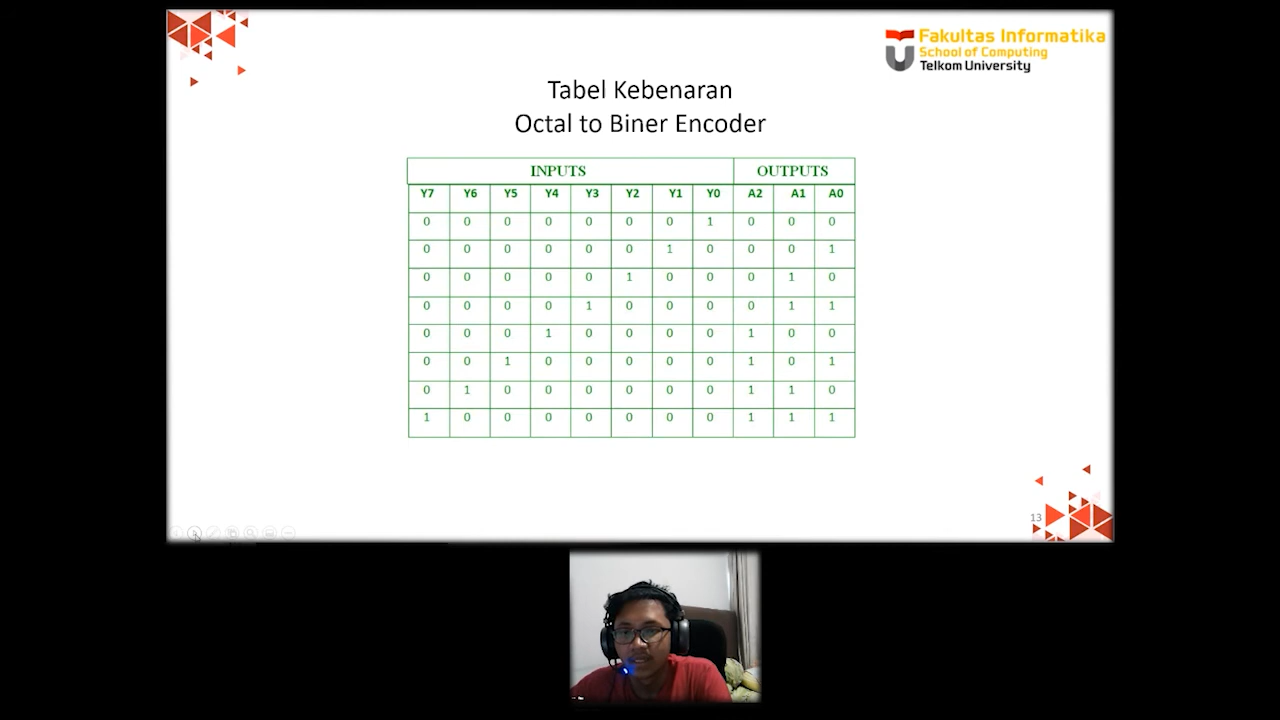 Fakultas Informatika
School of Computing
Telkom University
Tabel Kebenaran
Octal to Biner Encoder
INPUTS OUTPUTS
Y7 Y6 Y5 Y4 Y3 Y2 Y1 Y0 A2 A1 A0
0 0 0 0 0 0 0 1 0 0 0
0 0 0 0 0 0 1 0 0 0 1
0 0 0 0 0 1 0 0 0 1 0
0 0 0 0 1 0 0 0 0 1 1
0 0 0 1 0 0 0 0 1 0 0
0 0 1 0 0 0 0 0 1 0 1
0 1 0 0 0 0 0 0 1 1 0
1 0 0 0 0 0 0 0 1 1 1
13